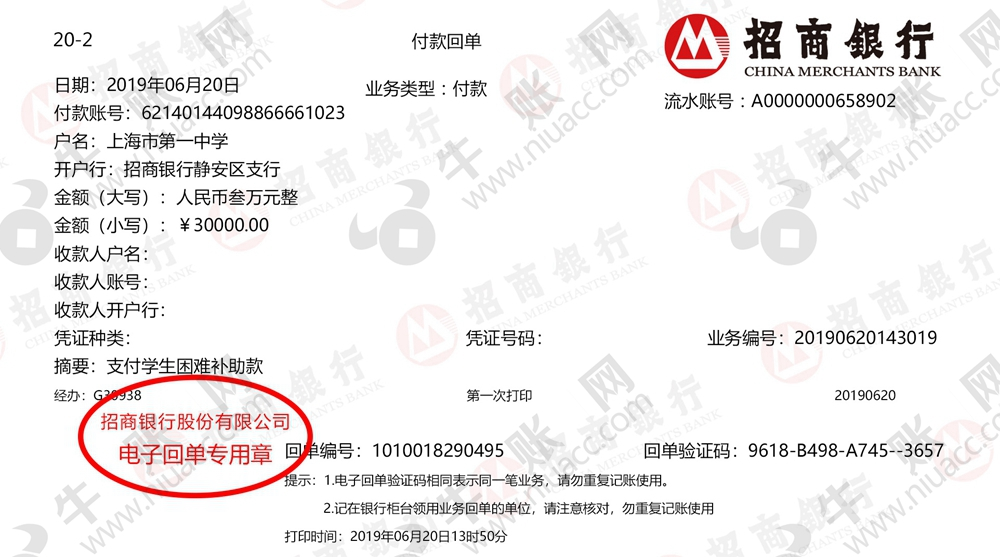 20-2
付款回单
招商银行
CHINA MERCHANTS BANK
日期：2019年06月20日
业务类型：付款
流水账号：A0000000658902
付款账号：62140144098866661023
户名：上海市第一中学
开户行：招商银行静安区支行
金额（大写）：人民币叁万元整
金额（小写）：￥30000.00
收款人户名：
收款人账号：
收款人开户行：
凭证种类：
凭证号码：
业务编号：20190620143019
摘要：支付学生困难补助款
经办：G39938
第一次打印
20190620
招商银行股份有限公司
电子回单专用章
回单编号：1010018290495
回单验证码：9618-B498-A745--3657
提示：1.电子回单验证码相同表示同一笔业务，请勿重复记账使用。
2.记在银行柜台领用业务回单的单位，请注意核对，勿重复记账使用
打印时间：2019年06月20日13时50分
牛账网
www.niuacc.com